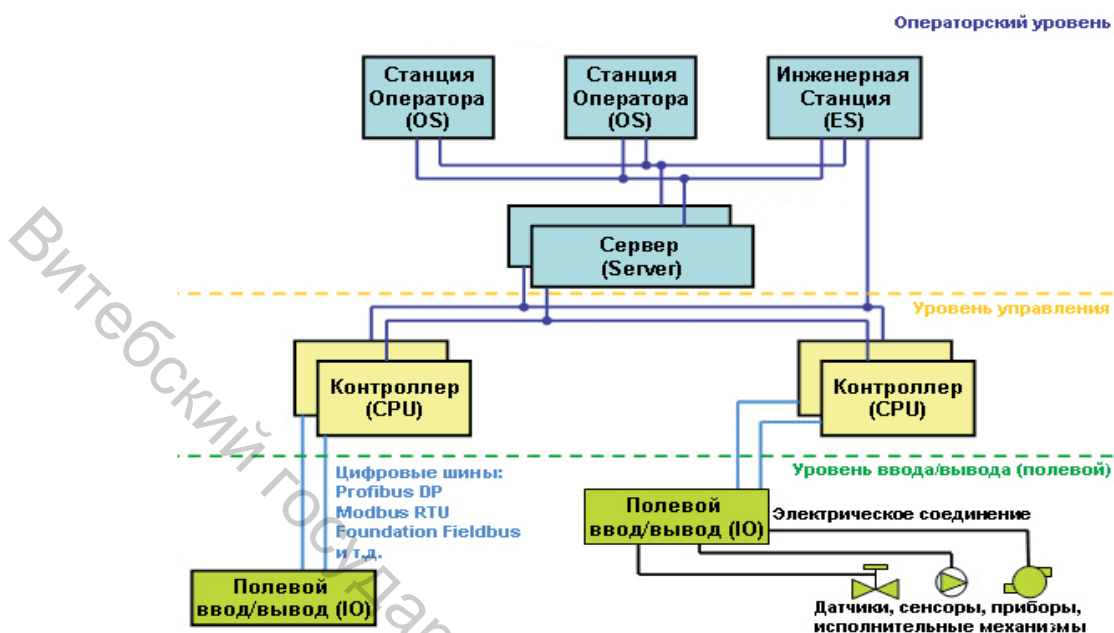 Операторский уровень
Станция
Оператора
(OS)
Станция
Оператора
(OS)
Инженерная
Станция
(ES)
Сервер
(Server)
Уровень управления
Контроллер
(CPU)
Контроллер
(CPU)
Цифровые шины:
Profibus DP
Modbus RTU
Foundation Fieldbus
и т.д.
Уровень ввода/вывода (полевой)
Полевой
ввод/вывод (IO)
Электрическое соединение
Полевой
ввод/вывод (IO)
Датчики, сенсоры, приборы,
исполнительные механизмы
Витебский государ